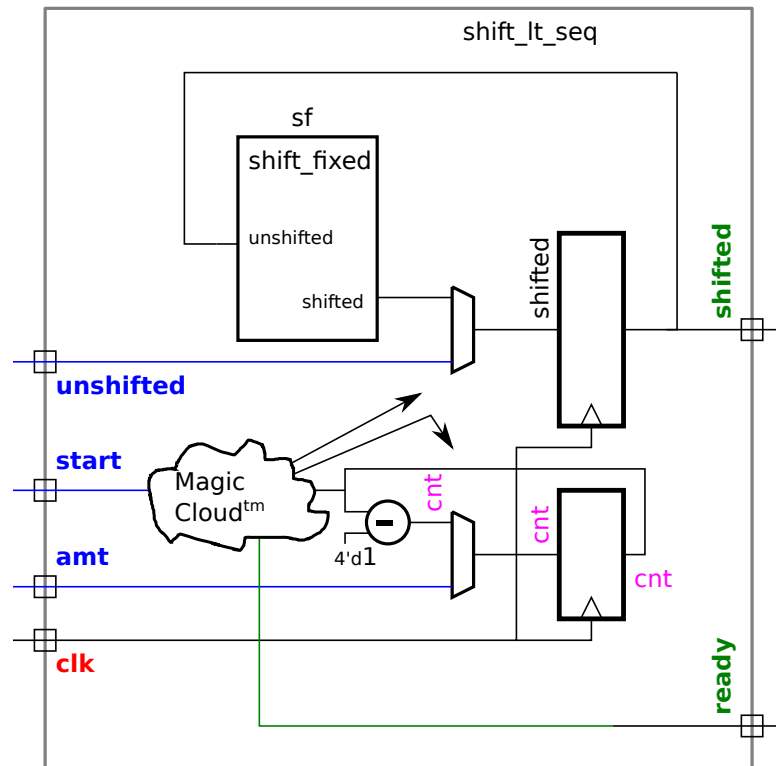 shift_lt_seq
sf
shift_fixed
unshifted
shifted
shifted
shifted
unshifted
start
Magic
Cloudtm
cnt
cnt
4'd1
amt
cnt
clk
ready